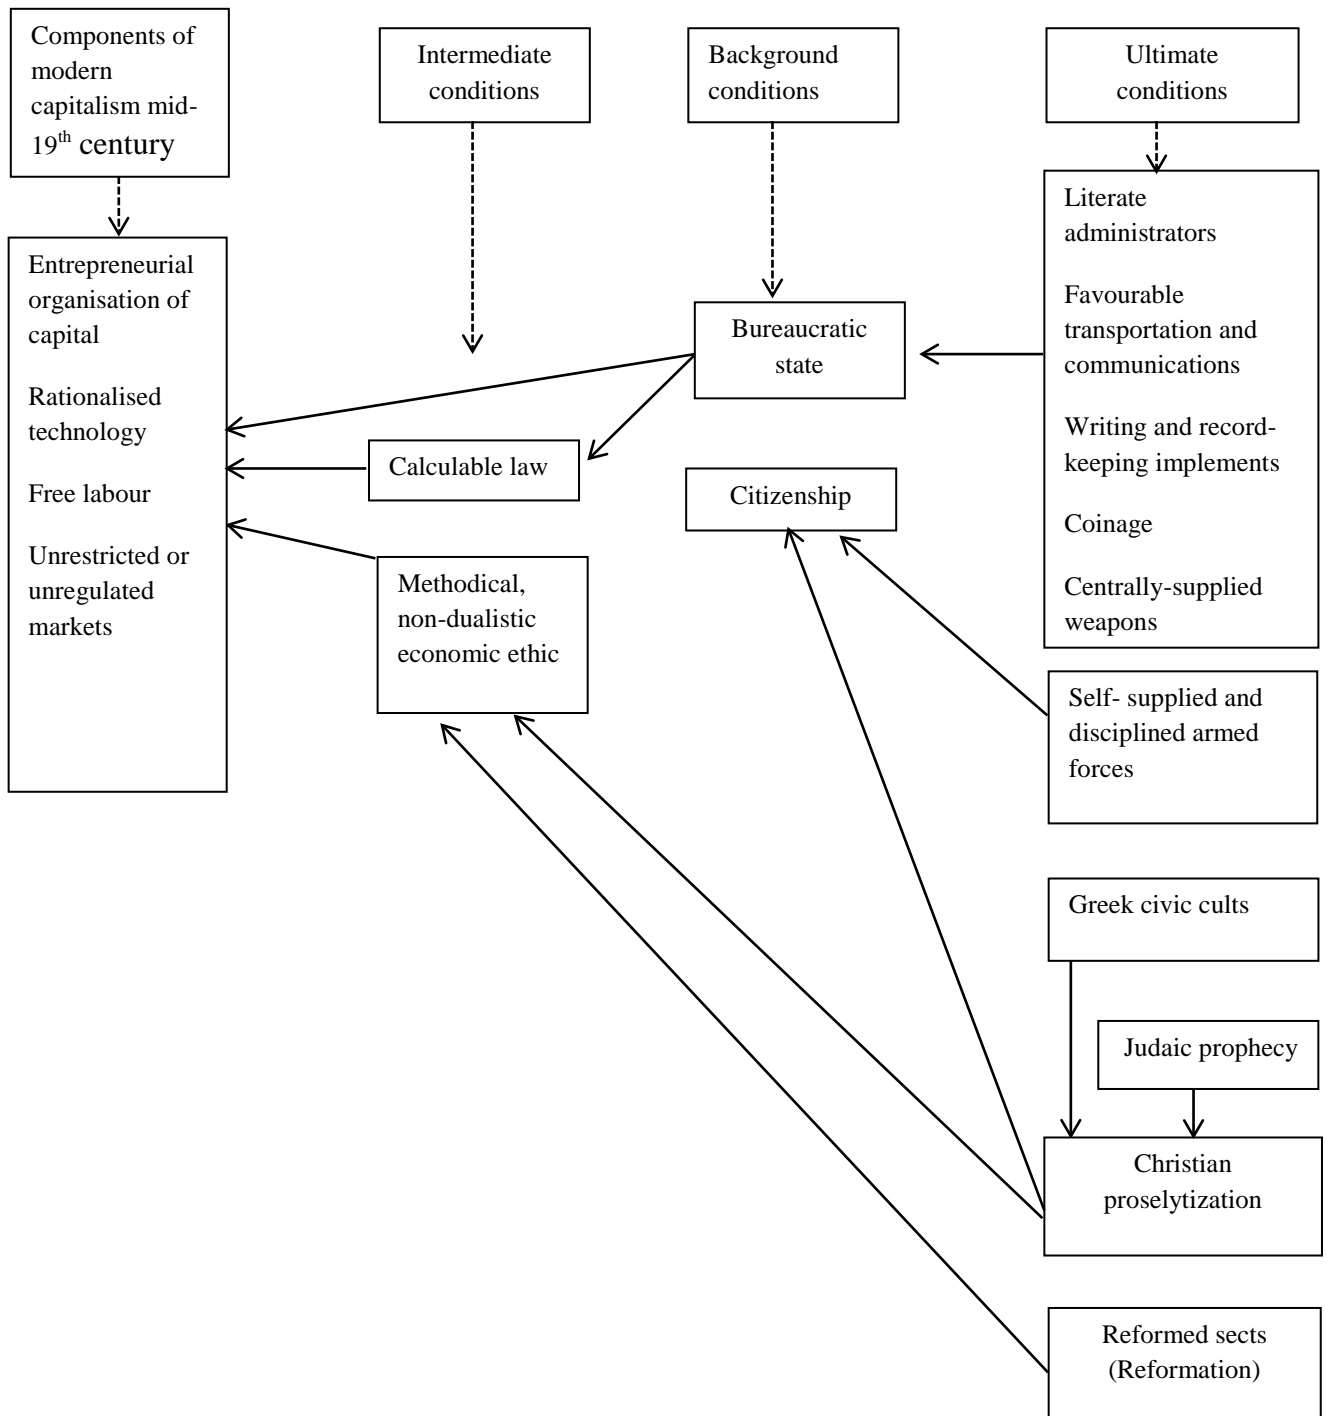 Components of
modern
capitalism mid-
19th century
Intermediate
conditions
Background
conditions
Ultimate
conditions
Entrepreneurial
organisation of
capital
Rationalised
technology
Free labour
Unrestricted or
unregulated
markets
Calculable law
Methodical,
non-dualistic
economic ethic
Bureaucratic
state
Citizenship
Literate
administrators
Favourable
transportation and
communications
Writing and record-
keeping implements
Coinage
Centrally-supplied
weapons
Self- supplied and
disciplined armed
forces
Greek civic cults
Judaic prophecy
Christian
proselytization
Reformed sects
(Reformation)